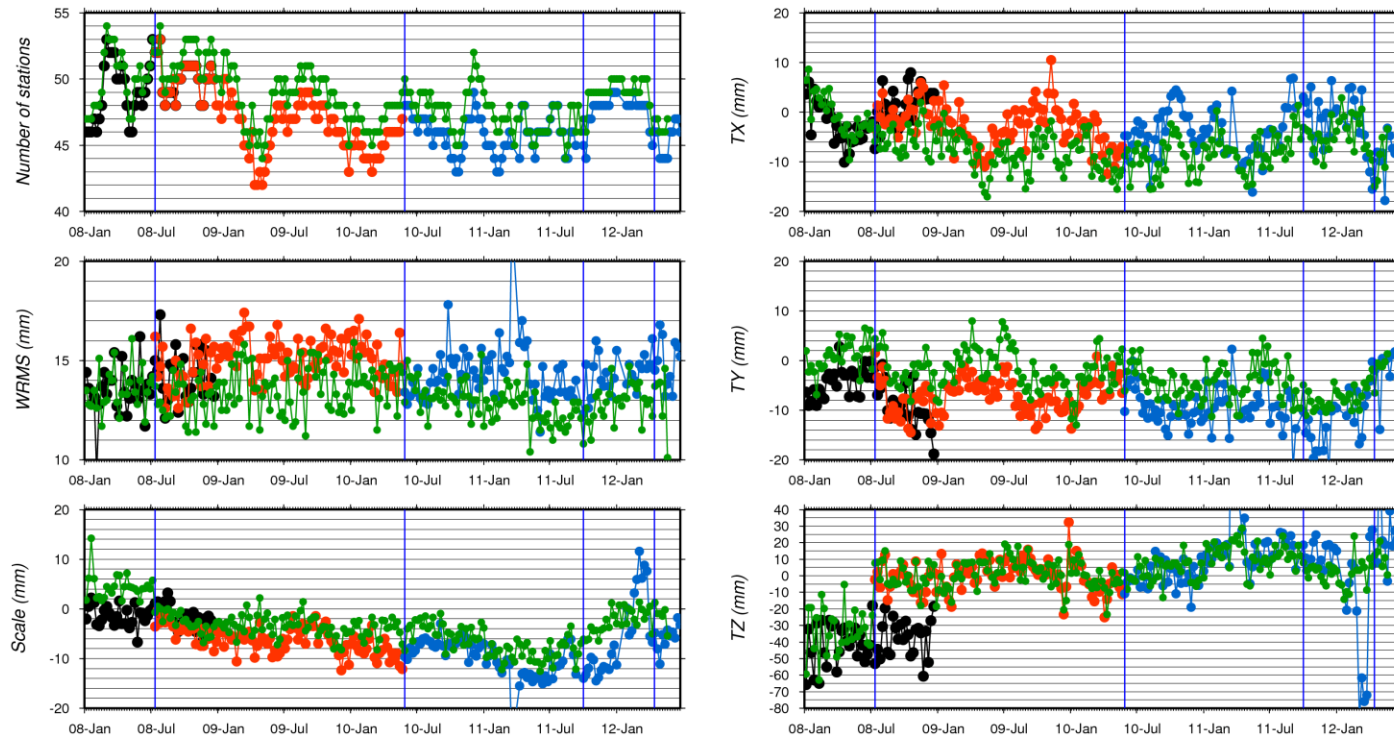 55
50
45
40
Number of stations
08-Jan 08-Jul 09-Jan 09-Jul 10-Jan 10-Jul 11-Jan 11-Jul 12-Jan
20
10
0
-10
-20
TX (mm)
08-Jan 08-Jul 09-Jan 09-Jul 10-Jan 10-Jul 11-Jan 11-Jul 12-Jan
20
15
10
WRMS (mm)
08-Jan 08-Jul 09-Jan 09-Jul 10-Jan 10-Jul 11-Jan 11-Jul 12-Jan
20
10
0
-10
-20
TY (mm)
08-Jan 08-Jul 09-Jan 09-Jul 10-Jan 10-Jul 11-Jan 11-Jul 12-Jan
20
10
0
-10
-20
Scale (mm)
08-Jan 08-Jul 09-Jan 09-Jul 10-Jan 10-Jul 11-Jan 11-Jul 12-Jan
40
30
20
10
0
-10
-20
-30
-40
-50
-60
-70
-80
TZ (mm)
08-Jan 08-Jul 09-Jan 09-Jul 10-Jan 10-Jul 11-Jan 11-Jul 12-Jan